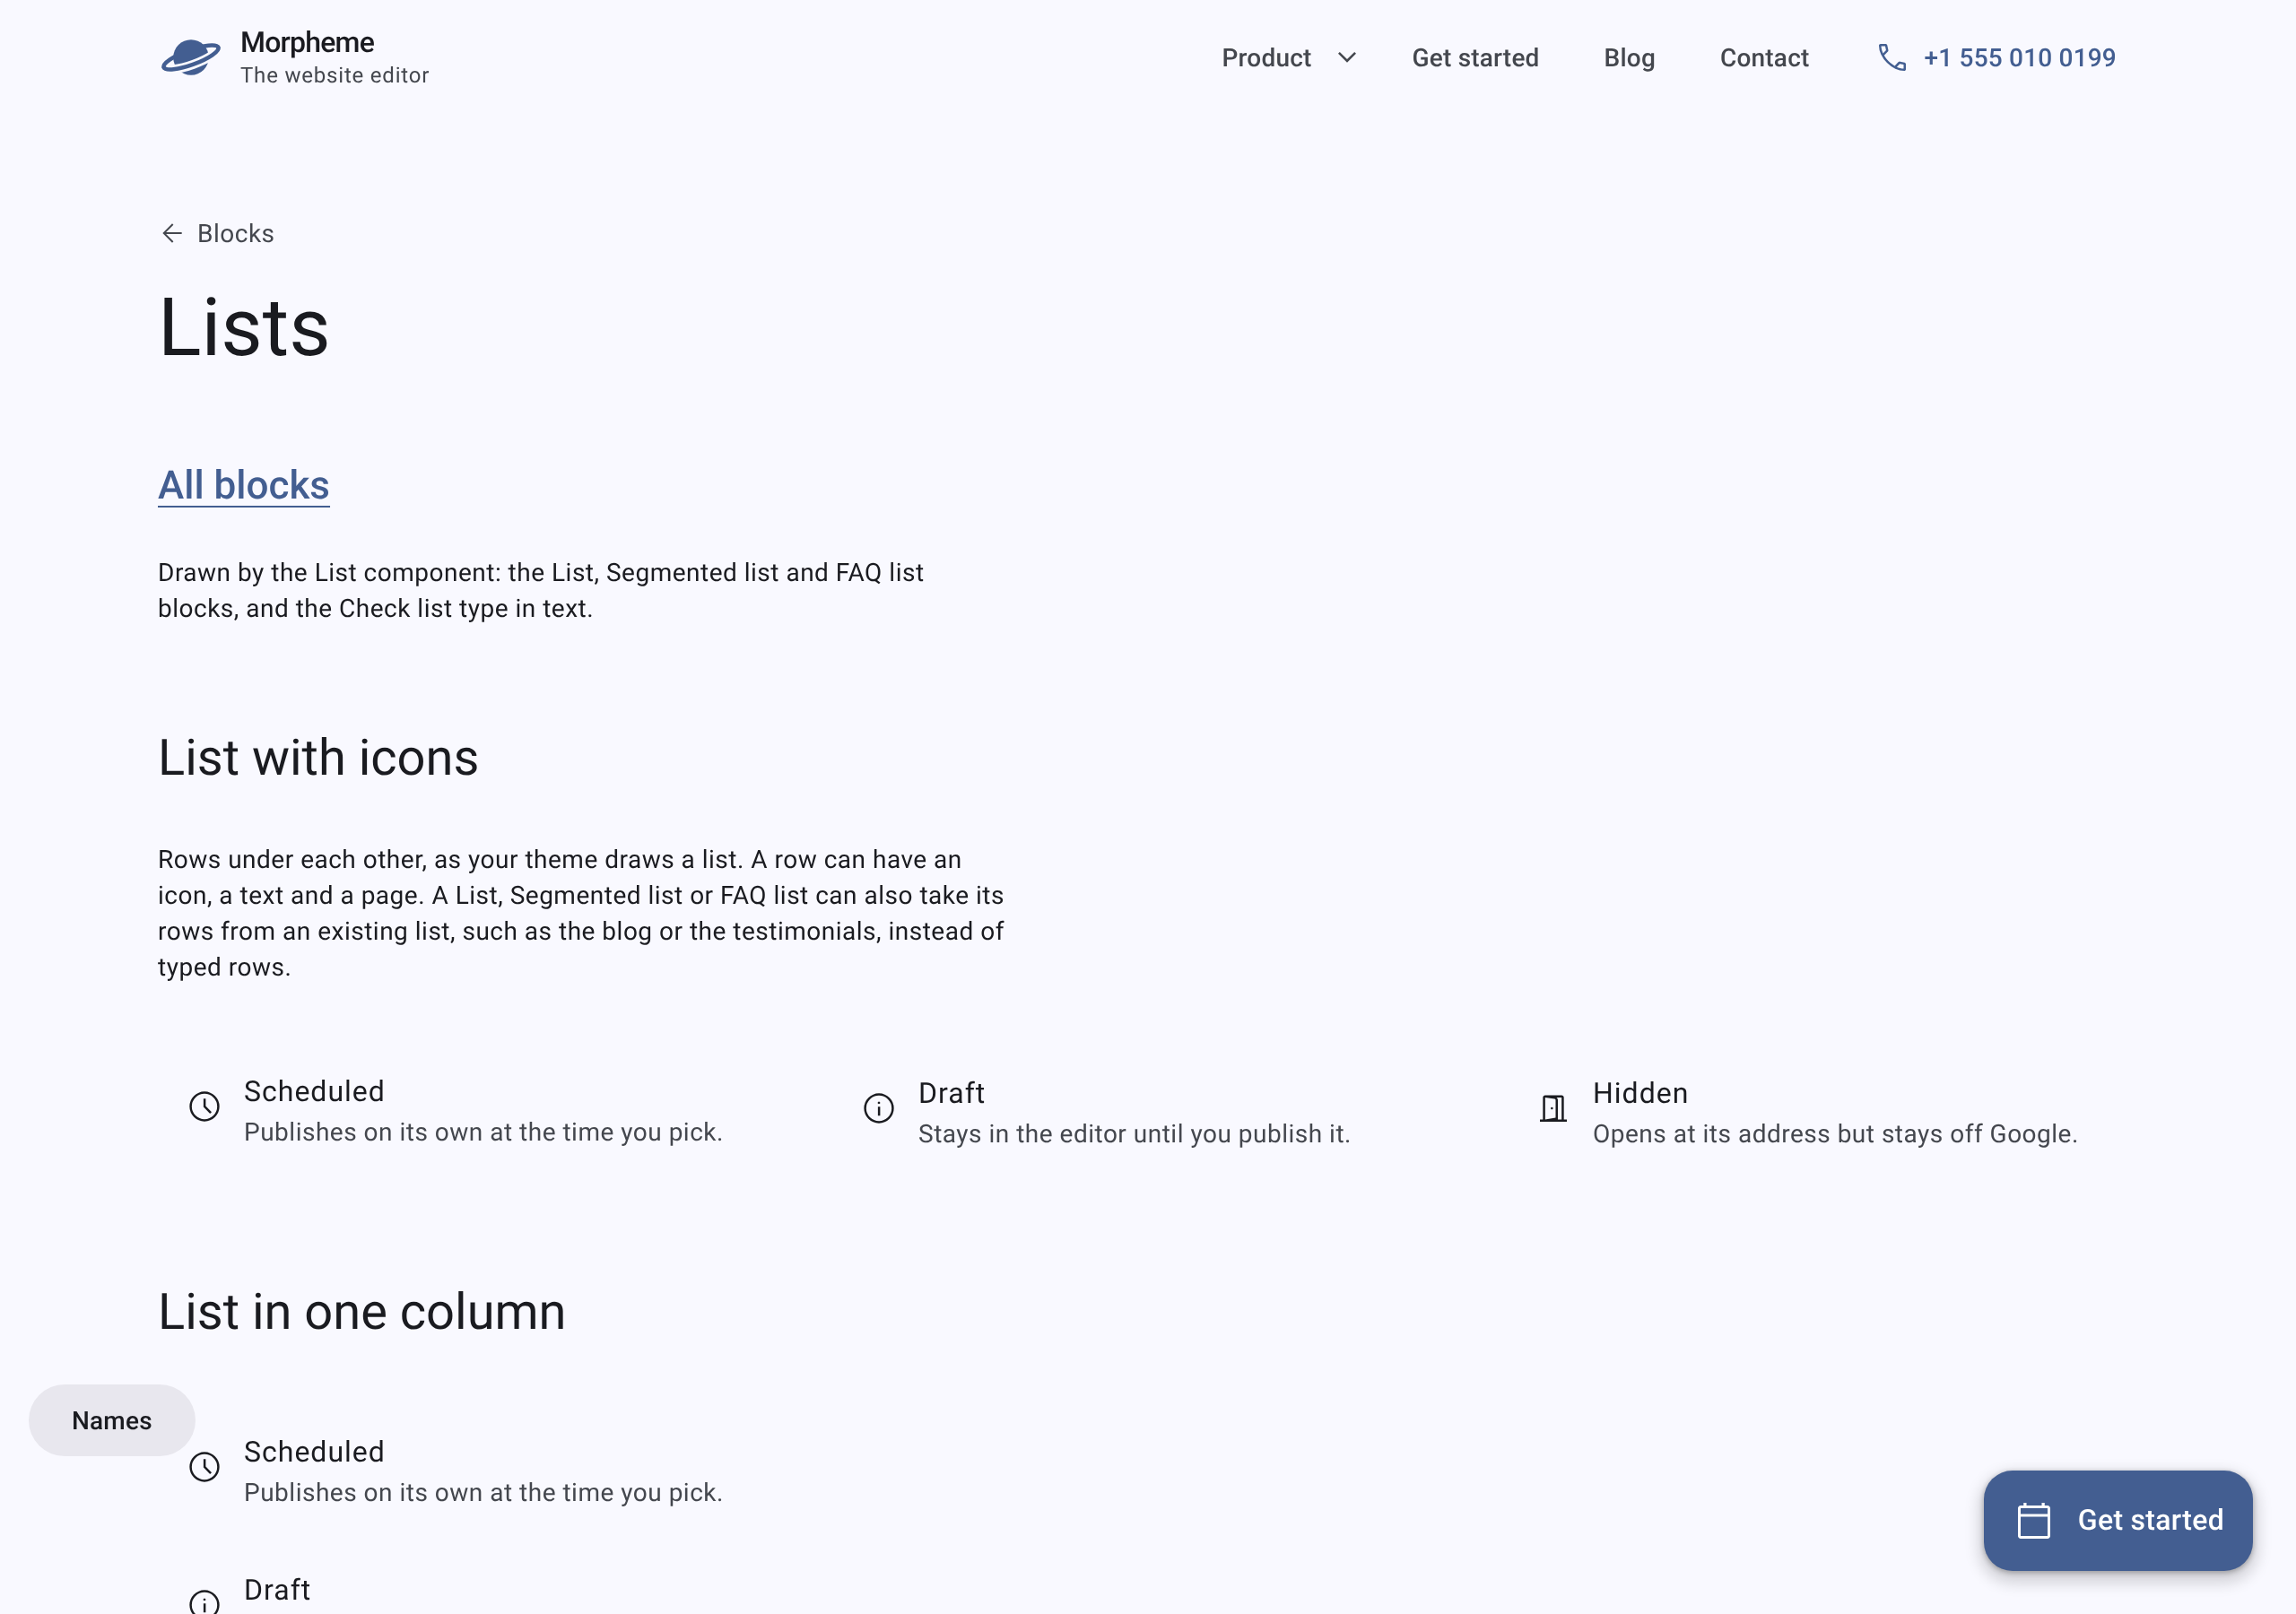 Morpheme
The website editor
Product
Get started
Blog
Contact
+1 555 010 0199
Blocks
Lists
All blocks
Drawn by the List component: the List, Segmented list and FAQ list
blocks, and the Check list type in text.
List with icons
Rows under each other, as your theme draws a list. A row can have an
icon, a text and a page. A List, Segmented list or FAQ list can also take its
rows from an existing list, such as the blog or the testimonials, instead of
typed rows.
Scheduled
Publishes on its own at the time you pick.
Draft
Stays in the editor until you publish it.
Hidden
Opens at its address but stays off Google.
List in one column
Names
Scheduled
Publishes on its own at the time you pick.
Get started
Draft